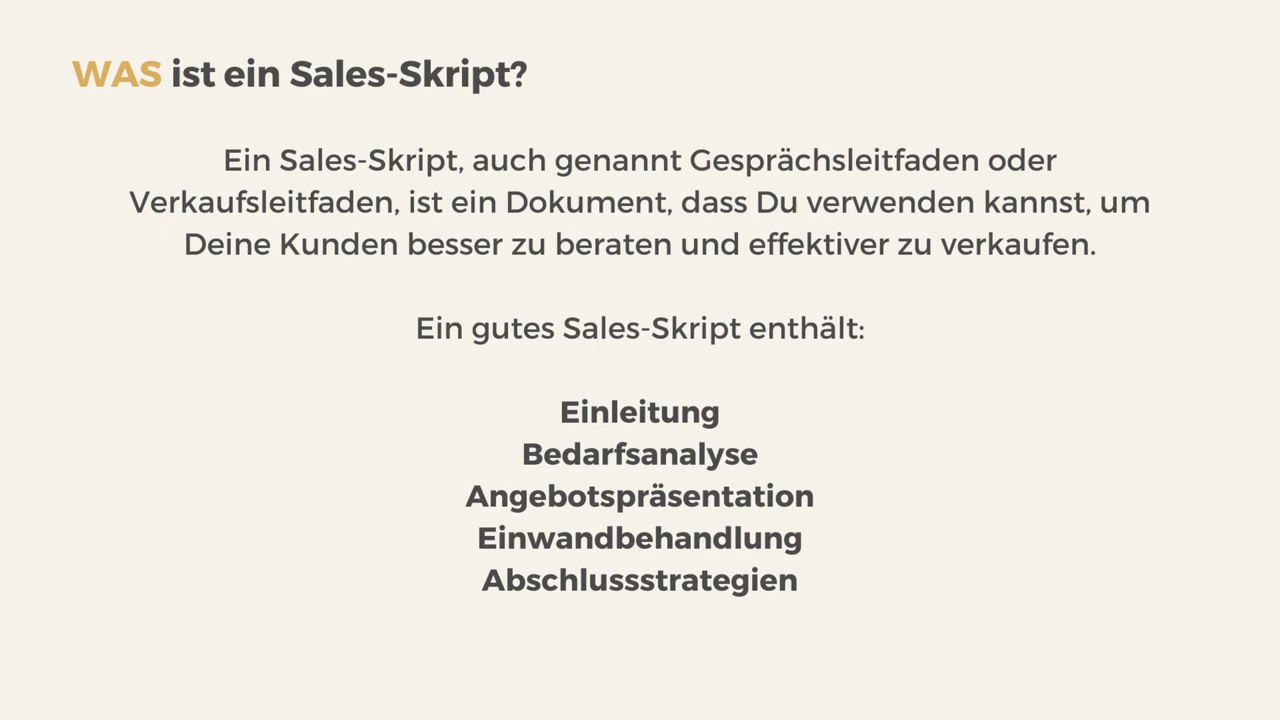 WAS ist ein Sales-Skript?
Ein Sales-Skript, auch genannt Gesprächsleitfaden oder
Verkaufsleitfaden, ist ein Dokument, dass Du verwenden kannst, um
Deine Kunden besser zu beraten und effektiver zu verkaufen.
Ein gutes Sales-Skript enthält:
Einleitung
Bedarfsanalyse
Angebotspräsentation
Einwandbehandlung
Abschlussstrategien